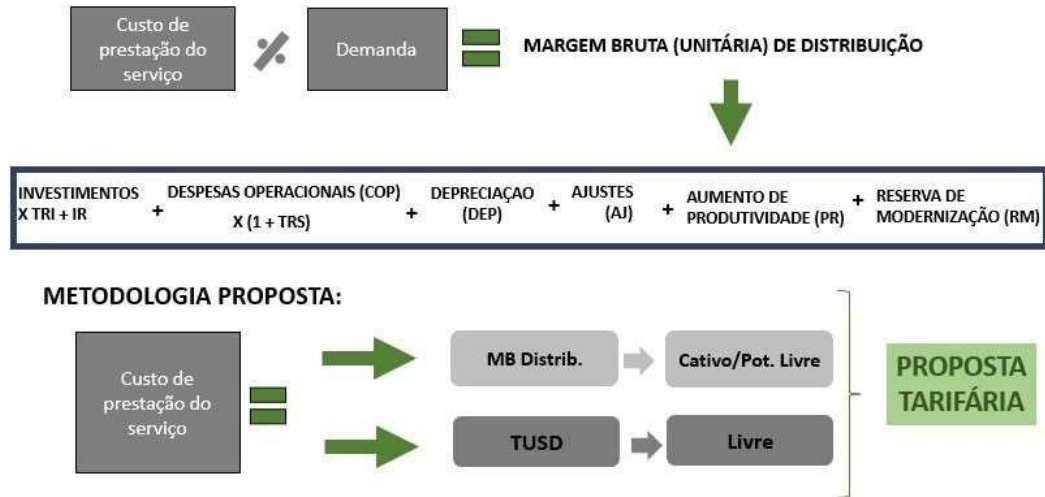 Custo de
prestação do
serviço
%
Demanda
=
MARGEM BRUTA (UNITÁRIA) DE DISTRIBUIÇÃO
INVESTIMENTOS
X TRI + IR
+
DESPESAS OPERACIONAIS (COP)
X (1 + TRS)
+
DEPRECIAÇAO
(DEP)
+
AJUSTES
(AJ)
+
AUMENTO DE
PRODUTIVIDADE (PR)
+
RESERVA DE
MODERNIZAÇÃO (RM)
METODOLOGIA PROPOSTA:
Custo de
prestação do
serviço
=
MB Distrib.
Cativo/Pot. Livre
TUSD
Livre
PROPOSTA
TARIFÁRIA